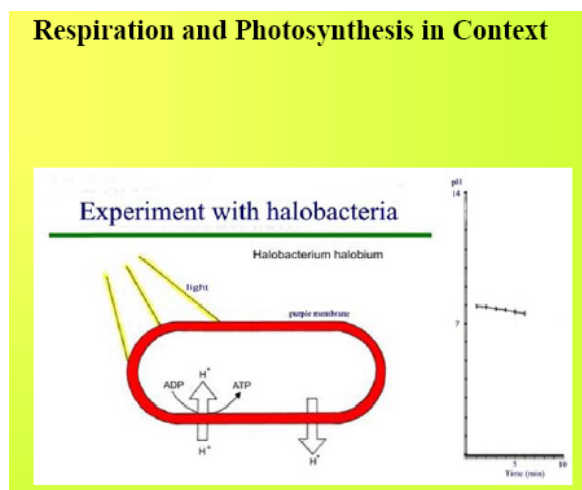 Respiration and Photosynthesis in Context
Experiment with halobacteria
Halobacterium halobium
light
purple membrane
ADP
H+
ATP
H+
H+
pH
14
7
5
10
Time (min)